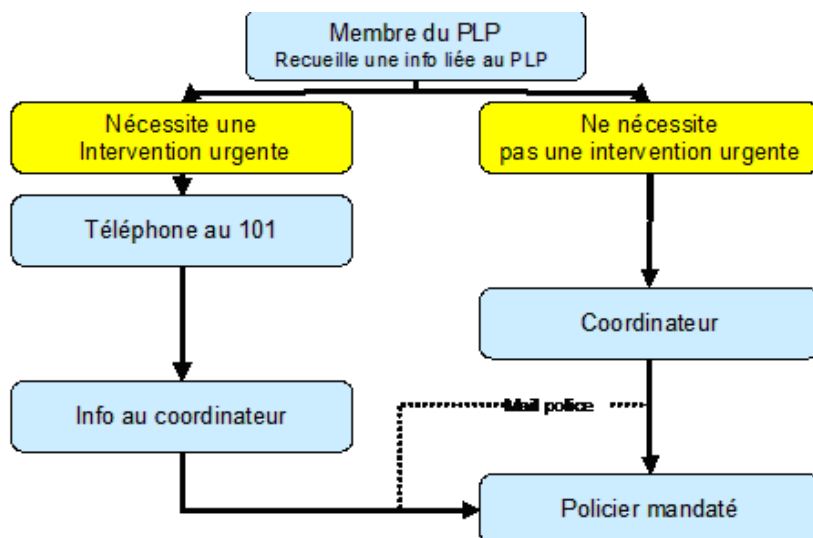 Membre du PLP
Recueille une info liée au PLP
Nécessite une
Intervention urgente
Ne nécessite
pas une intervention urgente
Téléphone au 101
Coordinateur
Info au coordinateur
Mail police
Policier mandaté